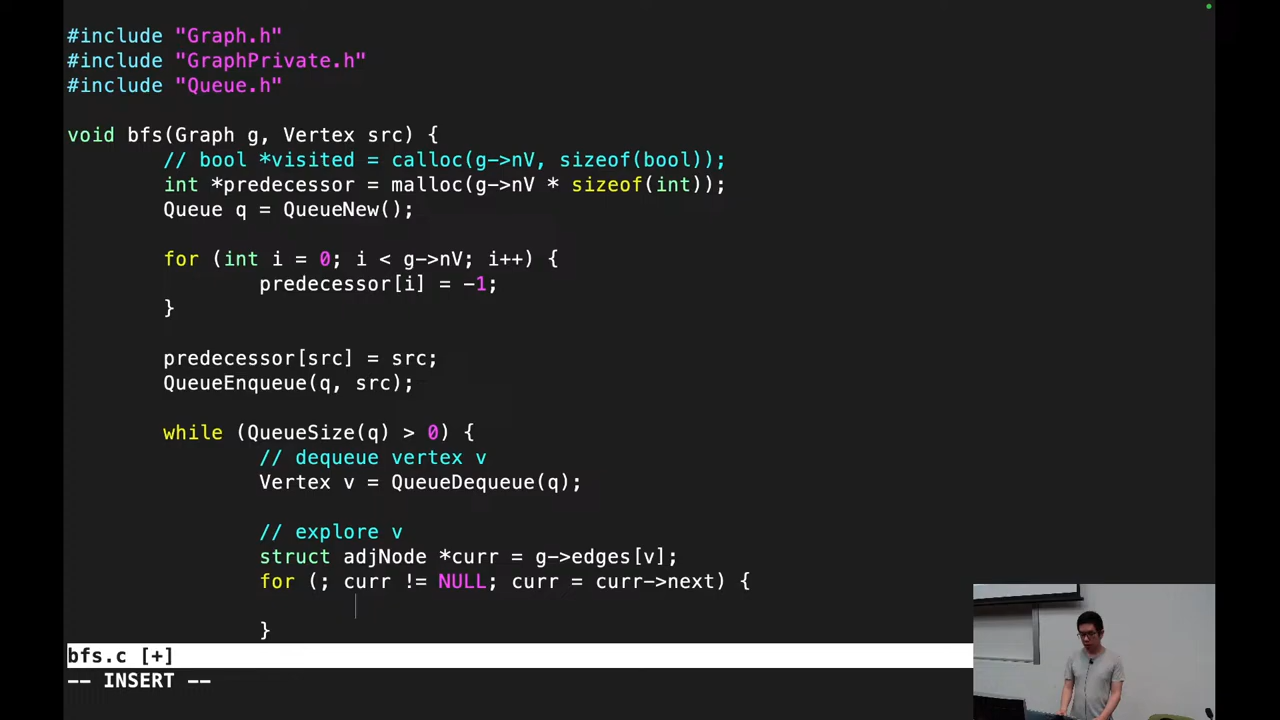 #include "Graph.h"
#include "GraphPrivate.h"
#include "Queue.h"

void bfs(Graph g, Vertex src) {
        // bool *visited = calloc(g->nV, sizeof(bool));
        int *predecessor = malloc(g->nV * sizeof(int));
        Queue q = QueueNew();

        for (int i = 0; i < g->nV; i++) {
                predecessor[i] = -1;
        }

        predecessor[src] = src;
        QueueEnqueue(q, src);

        while (QueueSize(q) > 0) {
                // dequeue vertex v
                Vertex v = QueueDequeue(q);

                // explore v
                struct adjNode *curr = g->edges[v];
                for (; curr != NULL; curr = curr->next) {

                }
bfs.c [+]
-- INSERT --